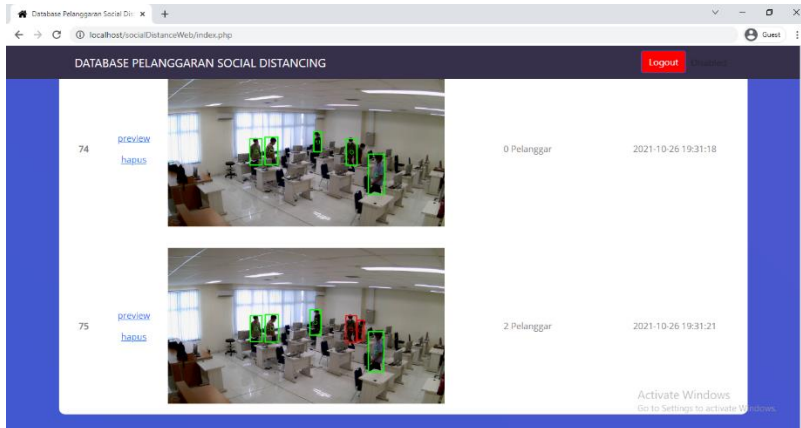 Database Pelanggaran Social Dis
localhost/socialDistanceWeb/index.php
Guest
DATABASE PELANGGARAN SOCIAL DISTANCING
Logout
74
preview
hapus
0 Pelanggar
2021-10-26 19:31:18
75
preview
hapus
2 Pelanggar
2021-10-26 19:31:21
Activate Windows
Go to Settings to activate Windows.